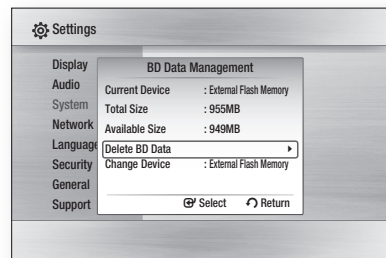 Settings
Display
Audio
System
Network
Language
Security
General
Support
BD Data Management
Current Device : External Flash Memory
Total Size : 955MB
Available Size : 949MB
Delete BD Data
Change Device : External Flash Memory
Select Return